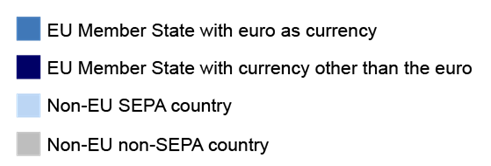 EU Member State with euro as currency
EU Member State with currency other than the euro
Non-EU SEPA country
Non-EU non-SEPA country